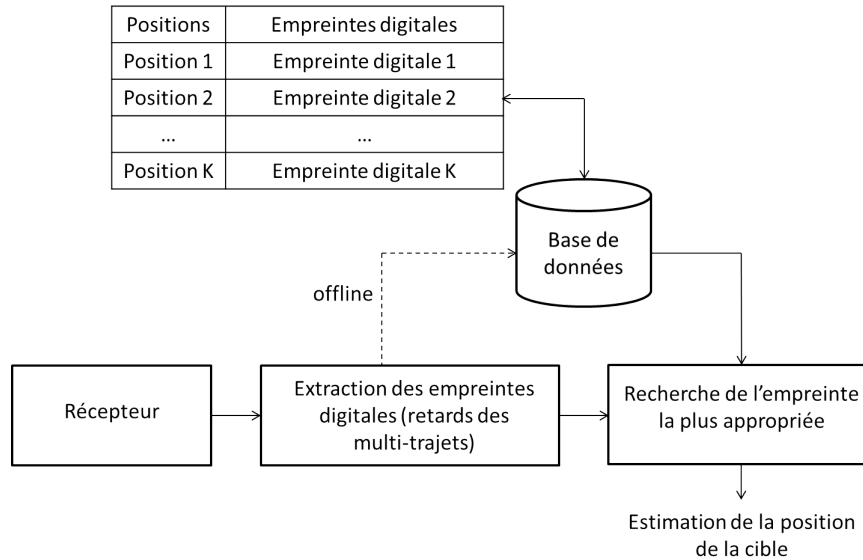 Positions Empreintes digitales
Position 1 Empreinte digitale 1
Position 2 Empreinte digitale 2
... ...
Position K Empreinte digitale K
Base de
données
offline
Récepteur
Extraction des empreintes
digitales (retards des
multi-trajets)
Recherche de l’empreinte
la plus appropriée
Estimation de la position
de la cible